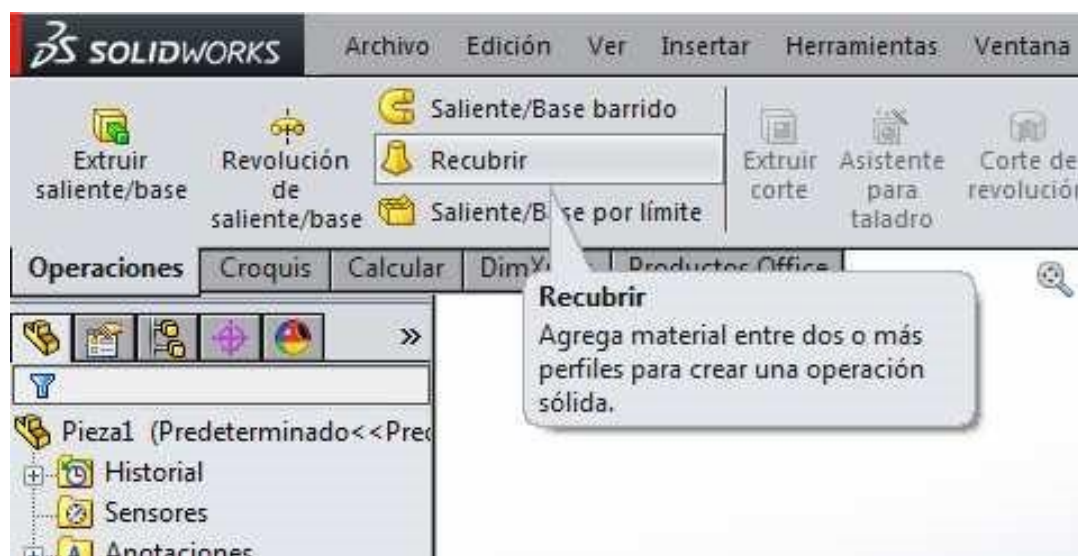 SOLIDWORKS Archivo Edición Ver Insertar Herramientas Ventana
Extruir saliente/base
Revolución de saliente/base
Saliente/Base barrido
Recubrir
Saliente/Base por límite
Extruir corte
Asistente para taladro
Corte de revolución
Operaciones Croquis Calcular Productos Office
Recubrir
Agrega material entre dos o más
perfiles para crear una operación
sólida.
»
Pieza1 (Predeterminado<<Pred
Historial
Sensores
Anotaciones